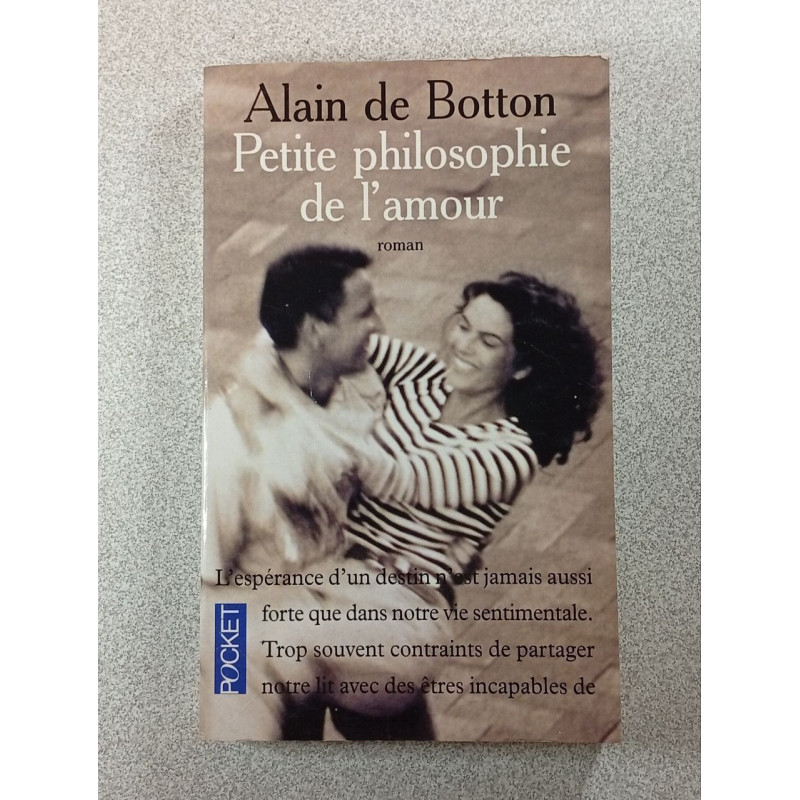 Alain de Botton
Petite philosophie
de l'amour
roman
L'espérance d'un destin n'est jamais aussi
forte que dans notre vie sentimentale.
Trop souvent contraints de partager
notre lit avec des êtres incapables de
POCKET